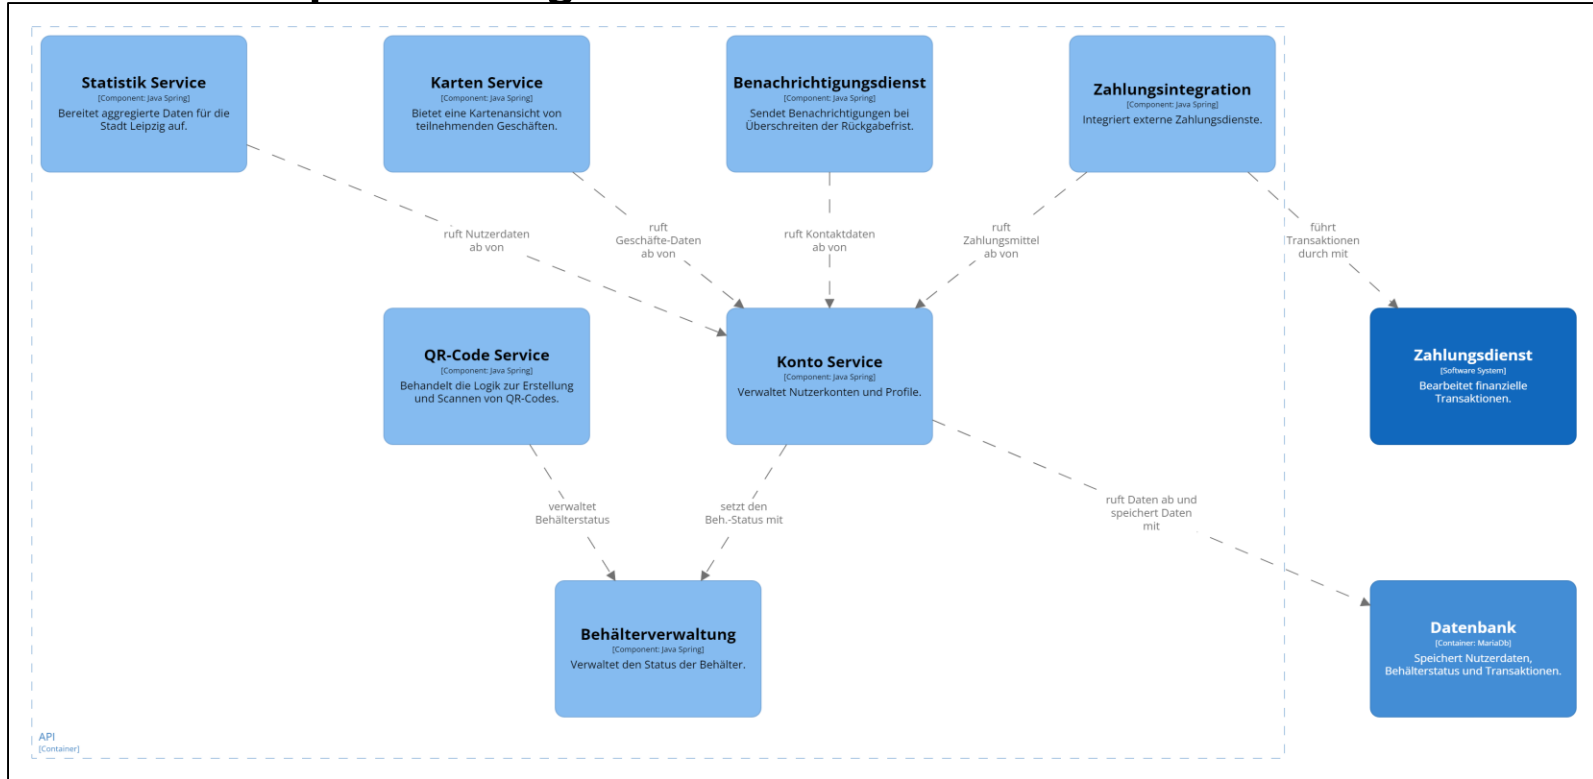 Statistik Service
[Component: Java Spring]
Bereitet aggregierte Daten für die
Stadt Leipzig auf.
Karten Service
[Component: Java Spring]
Bietet eine Kartenansicht von
teilnehmenden Geschäften.
Benachrichtigungsdienst
[Component: Java Spring]
Sendet Benachrichtigungen bei
Überschreiten der Rückgabefrist.
Zahlungsintegration
[Component: Java Spring]
Integriert externe Zahlungsdienste.
ruft Nutzerdaten
ab von
ruft
Geschäfte-Daten
ab von
ruft Kontaktdaten
ab von
ruft
Zahlungsmittel
ab von
führt
Transaktionen
durch mit
QR-Code Service
[Component: Java Spring]
Behandelt die Logik zur Erstellung
und Scannen von QR-Codes.
Konto Service
[Component: Java Spring]
Verwaltet Nutzerkonten und Profile.
Zahlungsdienst
[Software System]
Bearbeitet finanzielle
Transaktionen.
verwaltet
Behälterstatus
setzt den
Beh.-Status mit
ruft Daten ab und
speichert Daten
mit
Behälterverwaltung
[Component: Java Spring]
Verwaltet den Status der Behälter.
Datenbank
[Container: MariaDb]
Speichert Nutzerdaten,
Behälterstatus und Transaktionen.
API
[Container]